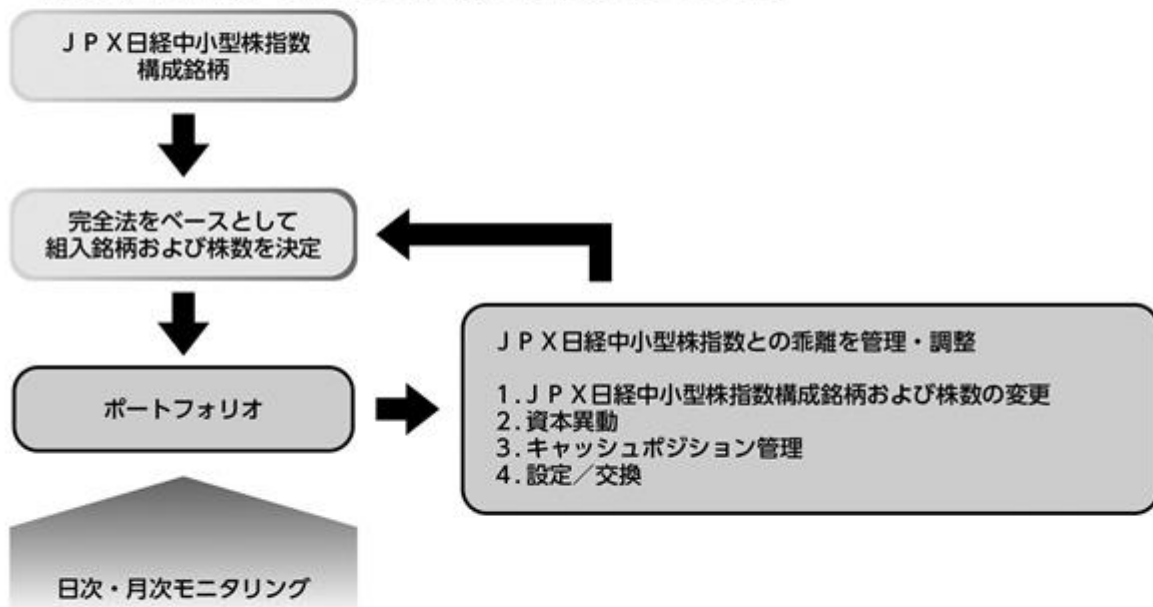 ＪＰＸ日経中小型株指数
構成銘柄
完全法をベースとして
組入銘柄および株数を決定
ポートフォリオ
ＪＰＸ日経中小型株指数との乖離を管理・調整
1.ＪＰＸ日経中小型株指数構成銘柄および株数の変更
2.資本異動
3.キャッシュポジション管理
4.設定／交換
日次・月次モニタリング